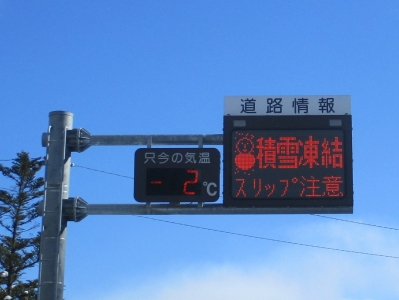 道路情報
只今の気温
-2℃
積雪凍結
スリップ注意